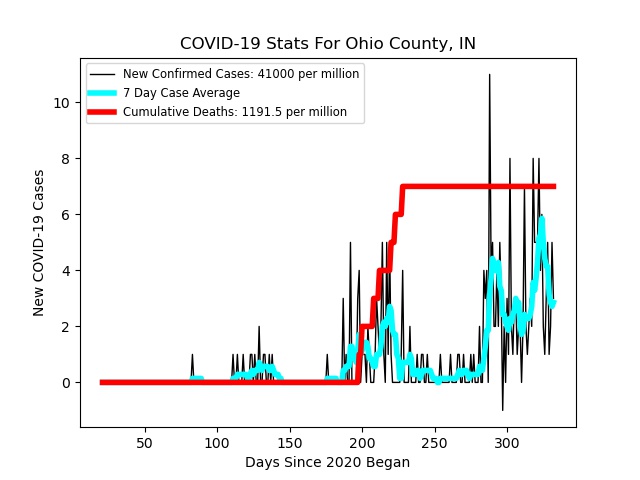 COVID-19 Stats For Ohio County, IN
New Confirmed Cases: 41000 per million
7 Day Case Average
Cumulative Deaths: 1191.5 per million
New COVID-19 Cases
10
8
6
4
2
0
50 100 150 200 250 300
Days Since 2020 Began